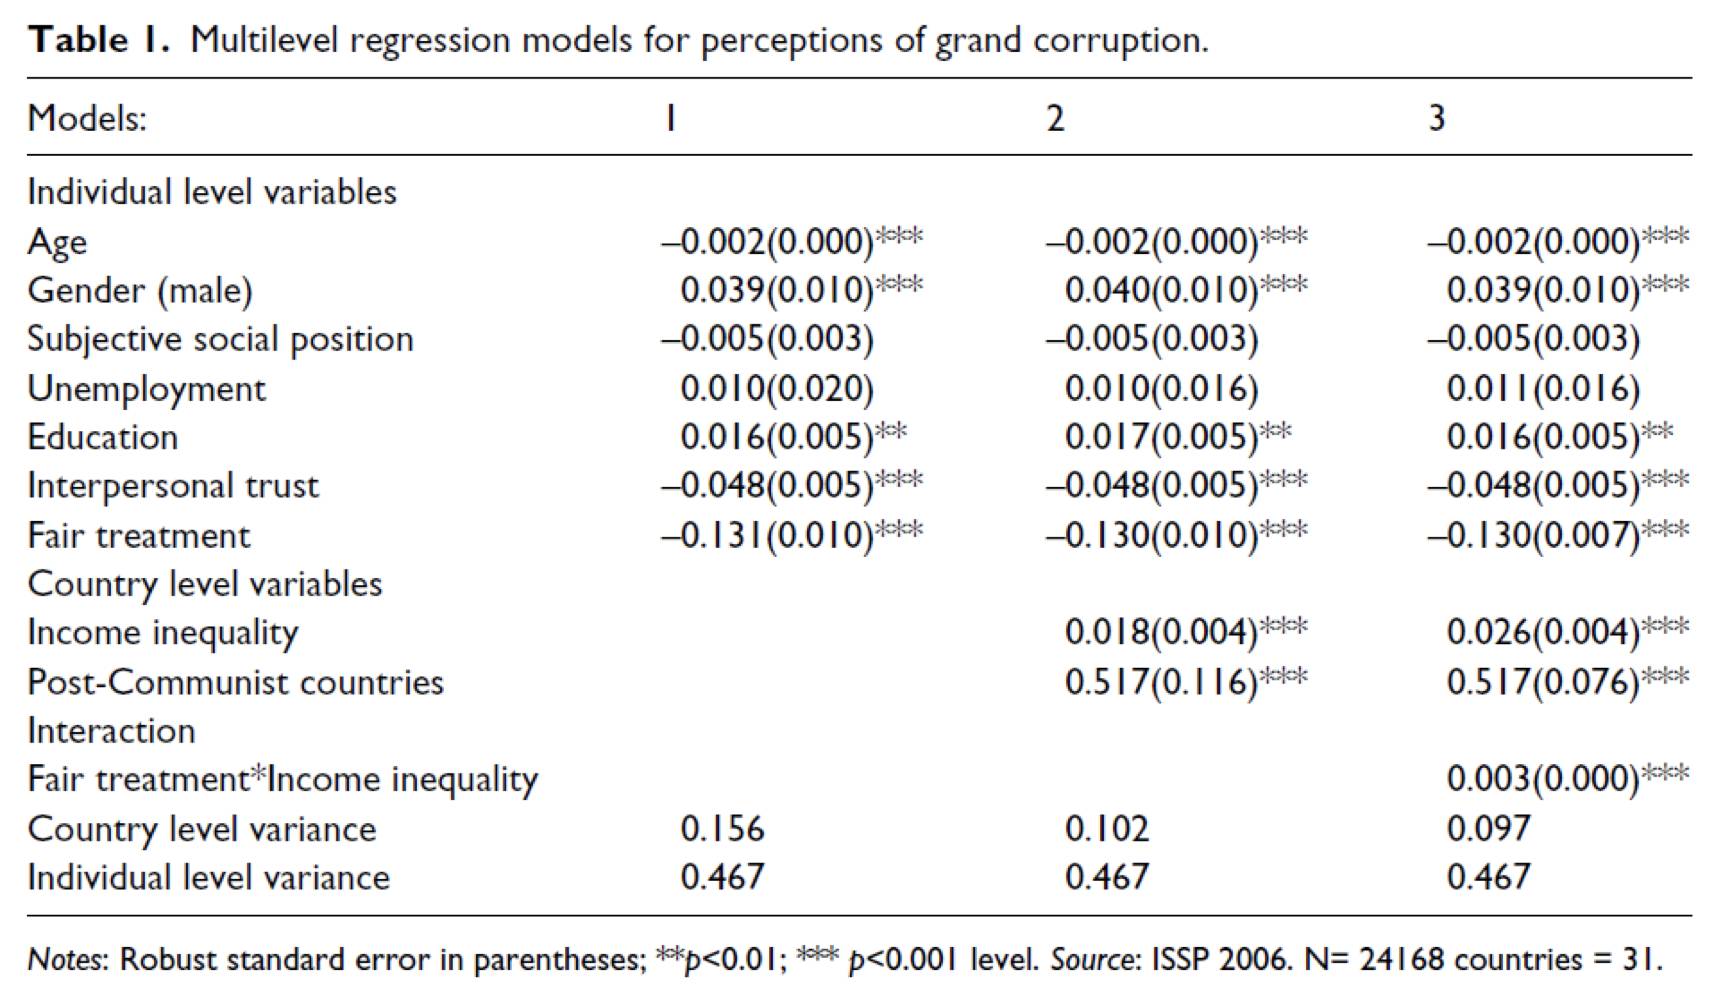 Table 1. Multilevel regression models for perceptions of grand corruption.
Models: 1 2 3
Individual level variables
Age –0.002(0.000)*** –0.002(0.000)*** –0.002(0.000)***
Gender (male) 0.039(0.010)*** 0.040(0.010)*** 0.039(0.010)***
Subjective social position –0.005(0.003) –0.005(0.003) –0.005(0.003)
Unemployment 0.010(0.020) 0.010(0.016) 0.011(0.016)
Education 0.016(0.005)** 0.017(0.005)** 0.016(0.005)**
Interpersonal trust –0.048(0.005)*** –0.048(0.005)*** –0.048(0.005)***
Fair treatment –0.131(0.010)*** –0.130(0.010)*** –0.130(0.007)***
Country level variables
Income inequality 0.018(0.004)*** 0.026(0.004)***
Post-Communist countries 0.517(0.116)*** 0.517(0.076)***
Interaction
Fair treatment*Income inequality 0.003(0.000)***
Country level variance 0.156 0.102 0.097
Individual level variance 0.467 0.467 0.467
Notes: Robust standard error in parentheses; **p<0.01; *** p<0.001 level. Source: ISSP 2006. N= 24168 countries = 31.